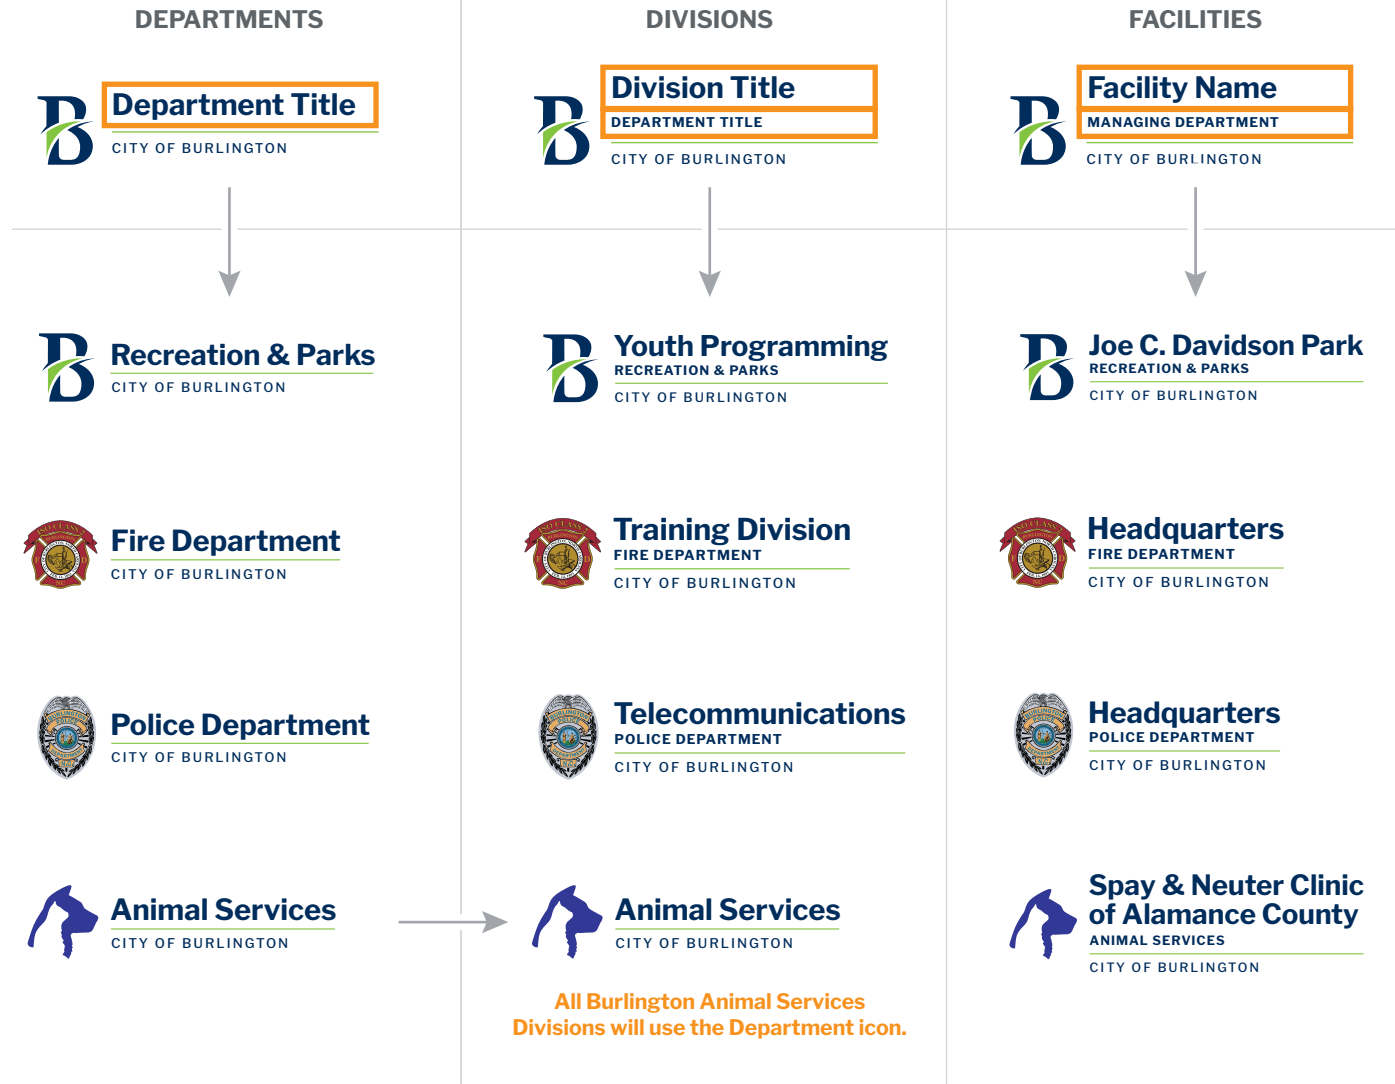 DEPARTMENTS
DIVISIONS
FACILITIES
Department Title
CITY OF BURLINGTON
Division Title
DEPARTMENT TITLE
CITY OF BURLINGTON
Facility Name
MANAGING DEPARTMENT
CITY OF BURLINGTON
Recreation & Parks
CITY OF BURLINGTON
Youth Programming
RECREATION & PARKS
CITY OF BURLINGTON
Joe C. Davidson Park
RECREATION & PARKS
CITY OF BURLINGTON
Fire Department
CITY OF BURLINGTON
Training Division
FIRE DEPARTMENT
CITY OF BURLINGTON
Headquarters
FIRE DEPARTMENT
CITY OF BURLINGTON
Police Department
CITY OF BURLINGTON
Telecommunications
POLICE DEPARTMENT
CITY OF BURLINGTON
Headquarters
POLICE DEPARTMENT
CITY OF BURLINGTON
Animal Services
CITY OF BURLINGTON
Animal Services
CITY OF BURLINGTON
All Burlington Animal Services
Divisions will use the Department icon.
Spay & Neuter Clinic
of Alamance County
ANIMAL SERVICES
CITY OF BURLINGTON